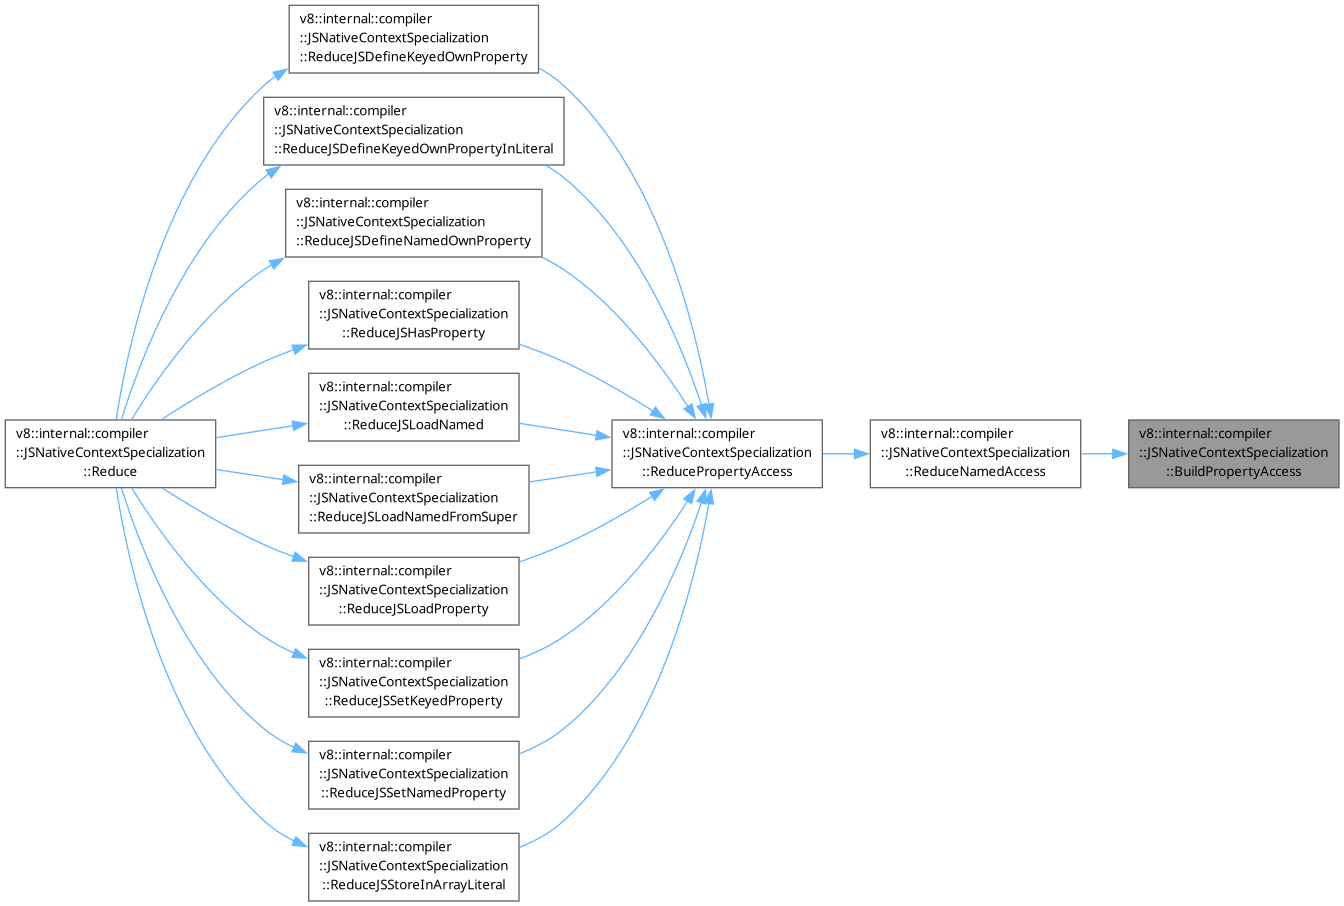 v8::internal::compiler
::JSNativeContextSpecialization
::ReduceJSDefineKeyedOwnProperty
v8::internal::compiler
::JSNativeContextSpecialization
::ReduceJSDefineKeyedOwnPropertyInLiteral
v8::internal::compiler
::JSNativeContextSpecialization
::ReduceJSDefineNamedOwnProperty
v8::internal::compiler
::JSNativeContextSpecialization
::ReduceJSHasProperty
v8::internal::compiler
::JSNativeContextSpecialization
::ReduceJSLoadNamed
v8::internal::compiler
::JSNativeContextSpecialization
::Reduce
v8::internal::compiler
::JSNativeContextSpecialization
::ReducePropertyAccess
v8::internal::compiler
::JSNativeContextSpecialization
::ReduceNamedAccess
v8::internal::compiler
::JSNativeContextSpecialization
::BuildPropertyAccess
v8::internal::compiler
::JSNativeContextSpecialization
::ReduceJSLoadNamedFromSuper
v8::internal::compiler
::JSNativeContextSpecialization
::ReduceJSLoadProperty
v8::internal::compiler
::JSNativeContextSpecialization
::ReduceJSSetKeyedProperty
v8::internal::compiler
::JSNativeContextSpecialization
::ReduceJSSetNamedProperty
v8::internal::compiler
::JSNativeContextSpecialization
::ReduceJSStoreInArrayLiteral